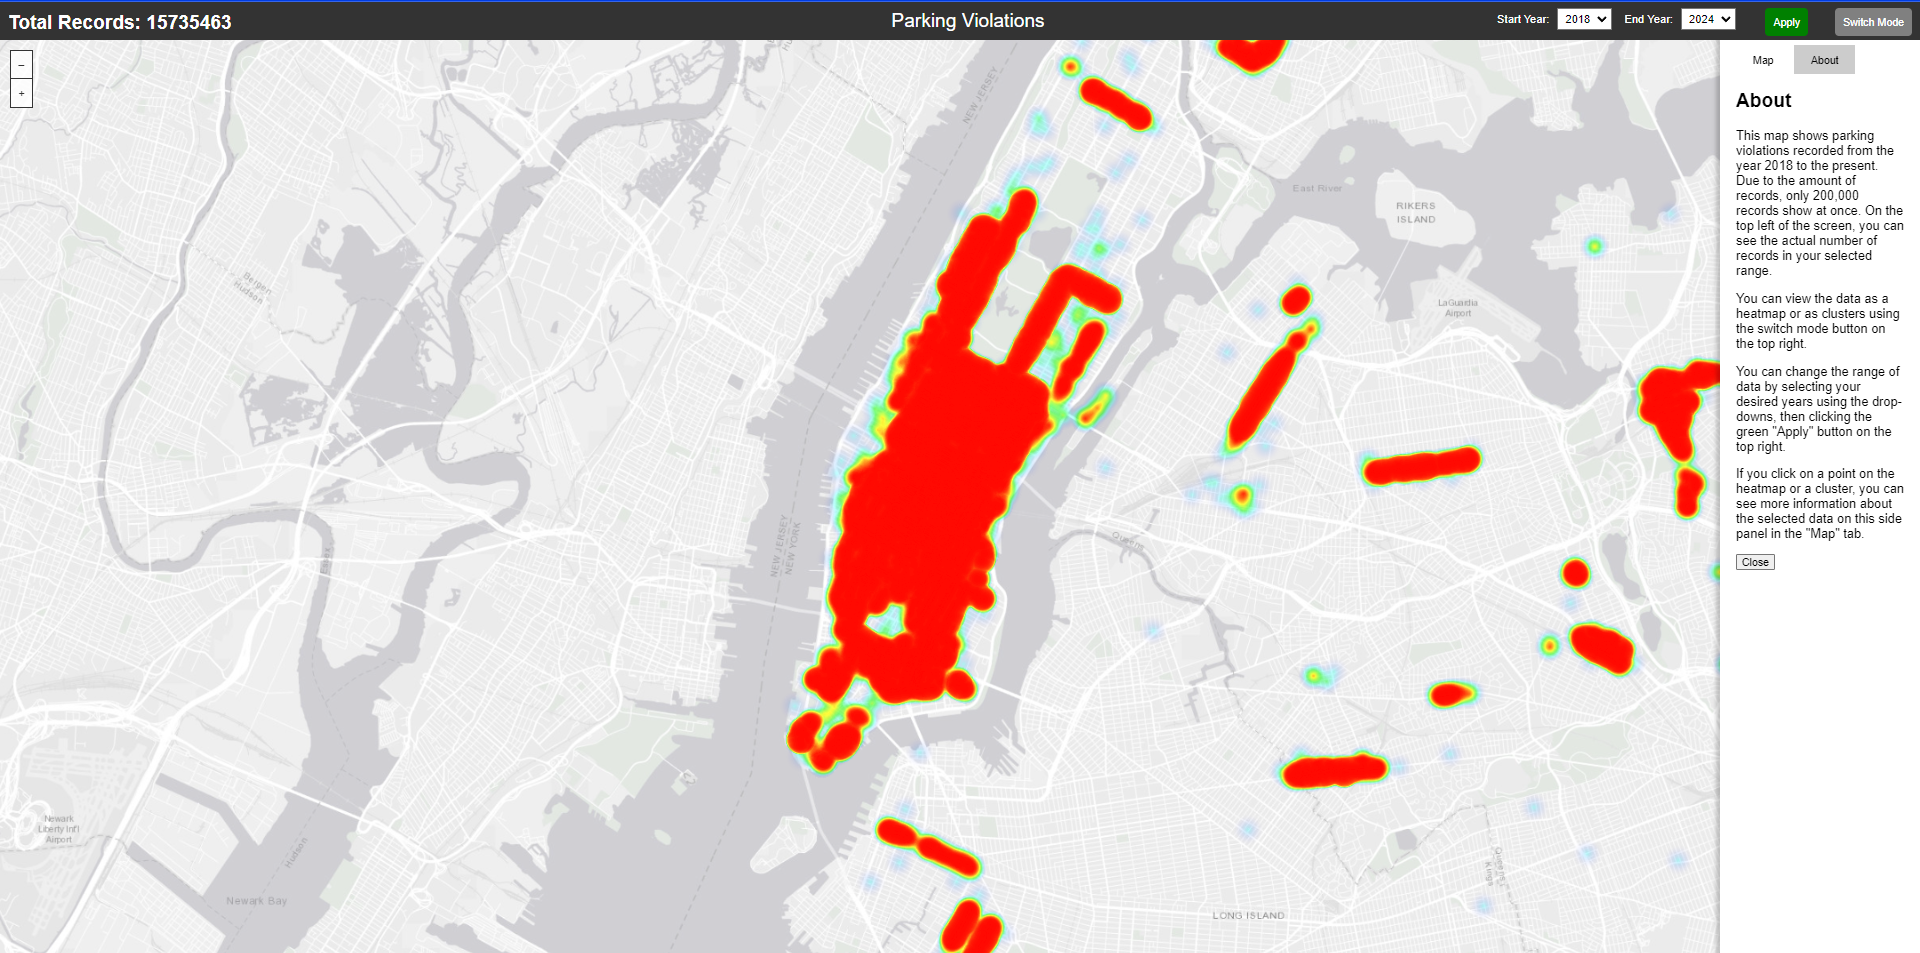 Total Records: 15735463
Parking Violations
Start Year:
2018
End Year:
2024
Apply
Switch Mode
–
+
Map
About
About
This map shows parking
violations recorded from the
year 2018 to the present.
Due to the amount of
records, only 200,000
records show at once. On the
top left of the screen, you can
see the actual number of
records in your selected
range.
You can view the data as a
heatmap or as clusters using
the switch mode button on
the top right.
You can change the range of
data by selecting your
desired years using the drop-
downs, then clicking the
green "Apply" button on the
top right.
If you click on a point on the
heatmap or a cluster, you can
see more information about
the selected data on this side
panel in the "Map" tab.
Close
NEW JERSEY
East River
RIKERS
ISLAND
LaGuardia
Airport
Bergen
Hudson
NEW JERSEY
NEW YORK
Essex
Queens
Newark
Liberty Int'l
Airport
Hudson
Newark Bay
Queens
Kings
LONG ISLAND